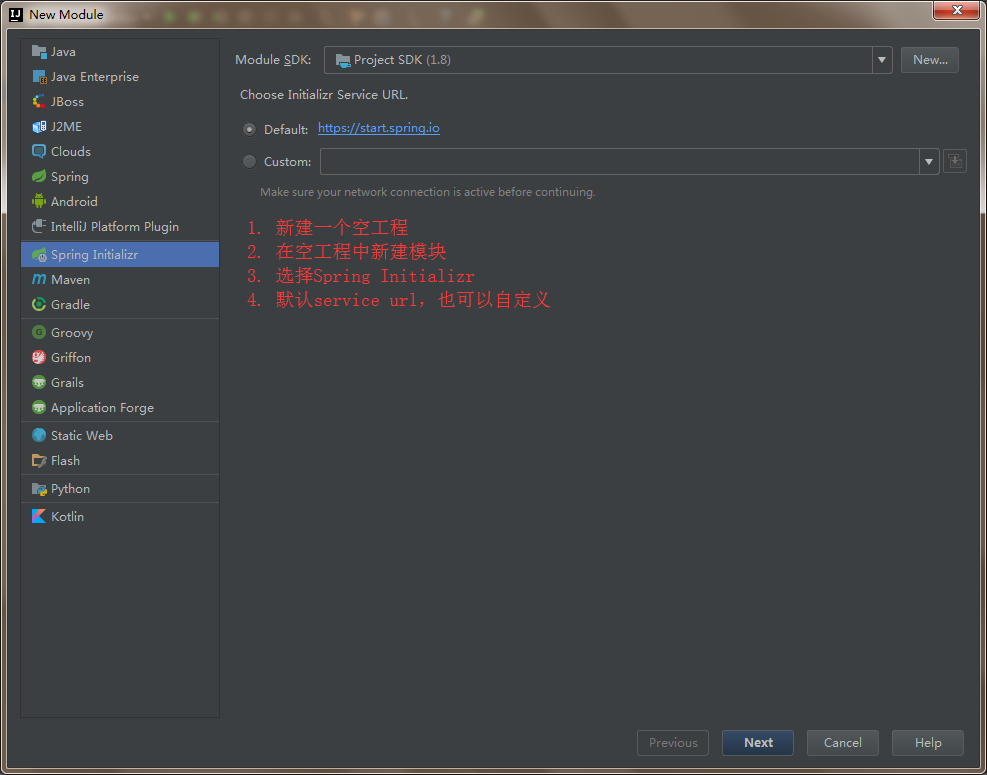 New Module
Java
Java Enterprise
JBoss
J2ME
Clouds
Spring
Android
IntelliJ Platform Plugin
Spring Initializr
Maven
Gradle
Groovy
Griffon
Grails
Application Forge
Static Web
Flash
Python
Kotlin
Module SDK: Project SDK (1.8) New...
Choose Initializr Service URL.
Default: https://start.spring.io
Custom:
Make sure your network connection is active before continuing.
1. 新建一个空工程
2. 在空工程中新建模块
3. 选择Spring Initializr
4. 默认service url，也可以自定义
Previous Next Cancel Help